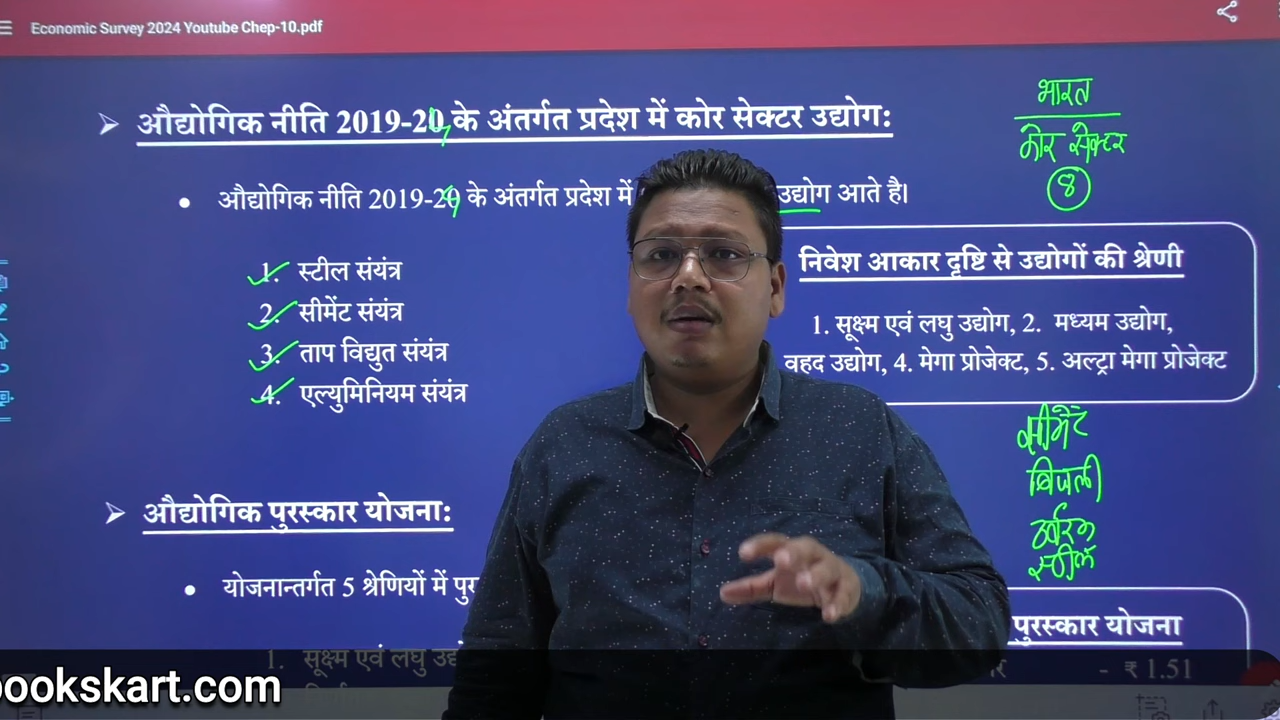 Economic Survey 2024 Youtube Chep-10.pdf
औद्योगिक नीति 2019-24 के अंतर्गत प्रदेश में कोर सेक्टर उद्योग:
औद्योगिक नीति 2019-24 के अंतर्गत प्रदेश में उद्योग आते है।
1. स्टील संयंत्र
2. सीमेंट संयंत्र
3. ताप विद्युत संयंत्र
4. एल्युमिनियम संयंत्र
भारत
कोर सेक्टर
8
निवेश आकार दृष्टि से उद्योगों की श्रेणी
1. सूक्ष्म एवं लघु उद्योग, 2. मध्यम उद्योग,
वहद उद्योग, 4. मेगा प्रोजेक्ट, 5. अल्ट्रा मेगा प्रोजेक्ट
सीमेंट
बिजली
उर्वरक
स्टील
औद्योगिक पुरस्कार योजना:
योजनान्तर्गत 5 श्रेणियों में
1. सूक्ष्म एवं लघु
पुरस्कार योजना
- ₹ 1.51
bookskart.com